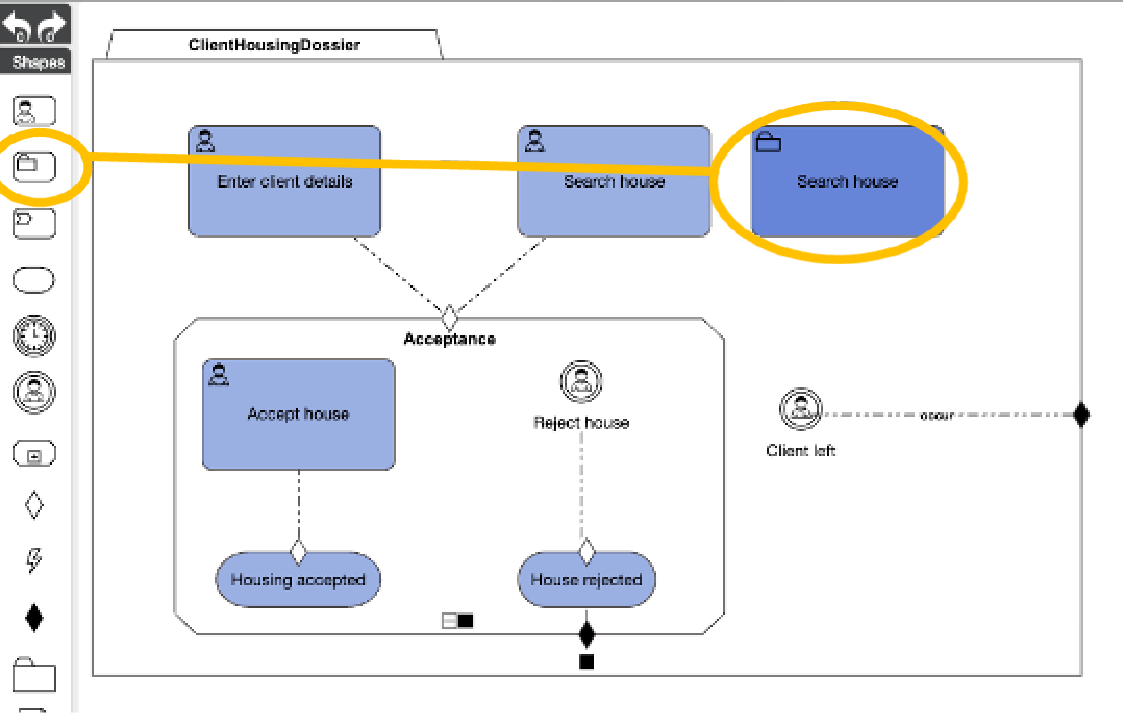 Shapes
ClientHousingDossier
Enter client details
Search house
Search house
Acceptance
Accept house
Reject house
occur
Client left
Housing accepted
House rejected